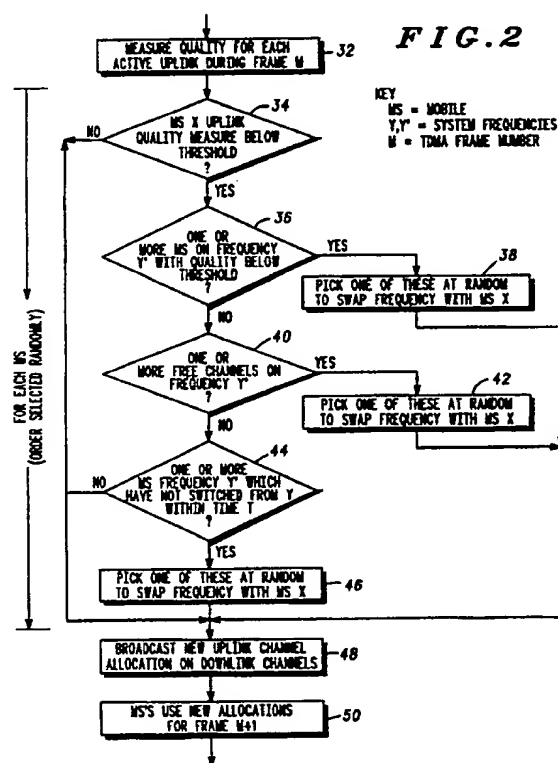 FIG.2
MEASURE QUALITY FOR EACH
ACTIVE UPLINK DURING FRAME M
32
KEY
MS = MOBILE
Y,Y' = SYSTEM FREQUENCIES
M = TDMA FRAME NUMBER
34
NO
MS X UPLINK
QUALITY MEASURE BELOW
THRESHOLD
?
YES
36
ONE OR
MORE MS ON FREQUENCY
Y' WITH QUALITY BELOW
THRESHOLD
?
YES
38
PICK ONE OF THESE AT RANDOM
TO SWAP FREQUENCY WITH MS X
NO
FOR EACH MS
(ORDER SELECTED RANDOMLY)
40
ONE OR
MORE FREE CHANNELS ON
FREQUENCY Y'
?
YES
42
PICK ONE OF THESE AT RANDOM
TO SWAP FREQUENCY WITH MS X
NO
44
NO
ONE OR MORE
MS FREQUENCY Y' WHICH
HAVE NOT SWITCHED FROM Y
WITHIN TIME T
?
YES
PICK ONE OF THESE AT RANDOM
TO SWAP FREQUENCY WITH MS X
46
BROADCAST NEW UPLINK CHANNEL
ALLOCATION ON DOWNLINK CHANNELS
48
MS'S USE NEW ALLOCATIONS
FOR FRAME M+1
50